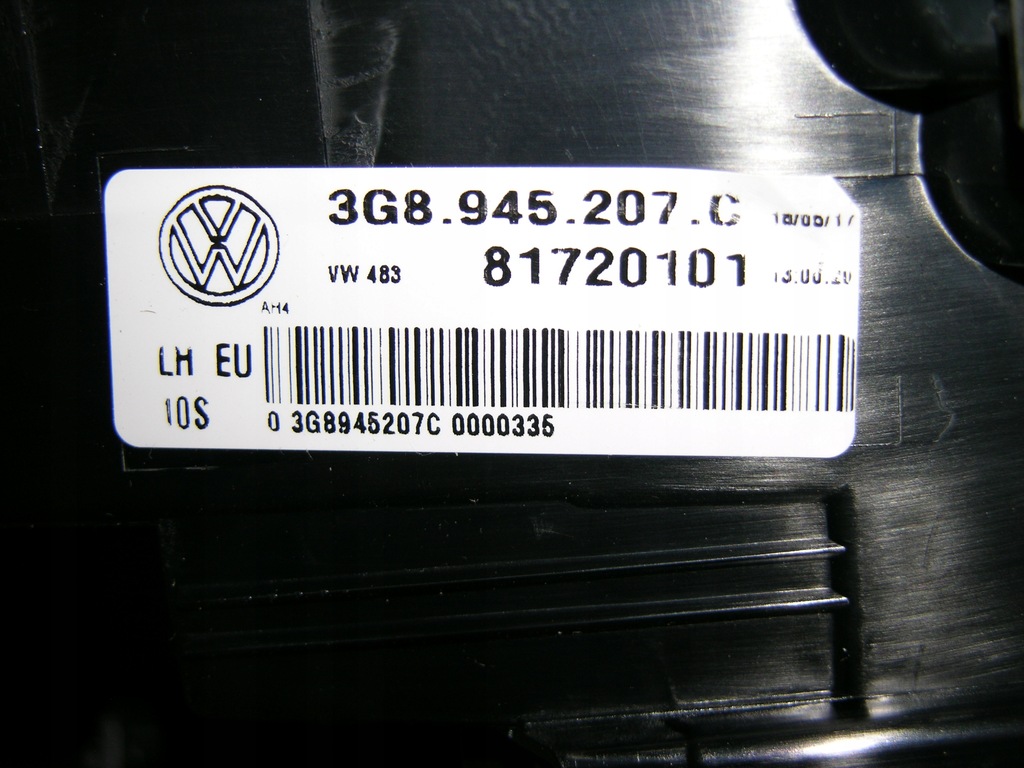 3G8.945.207.C
VW 483 81720101
AH4
LH EU
10S
0 3G8945207C 0000335